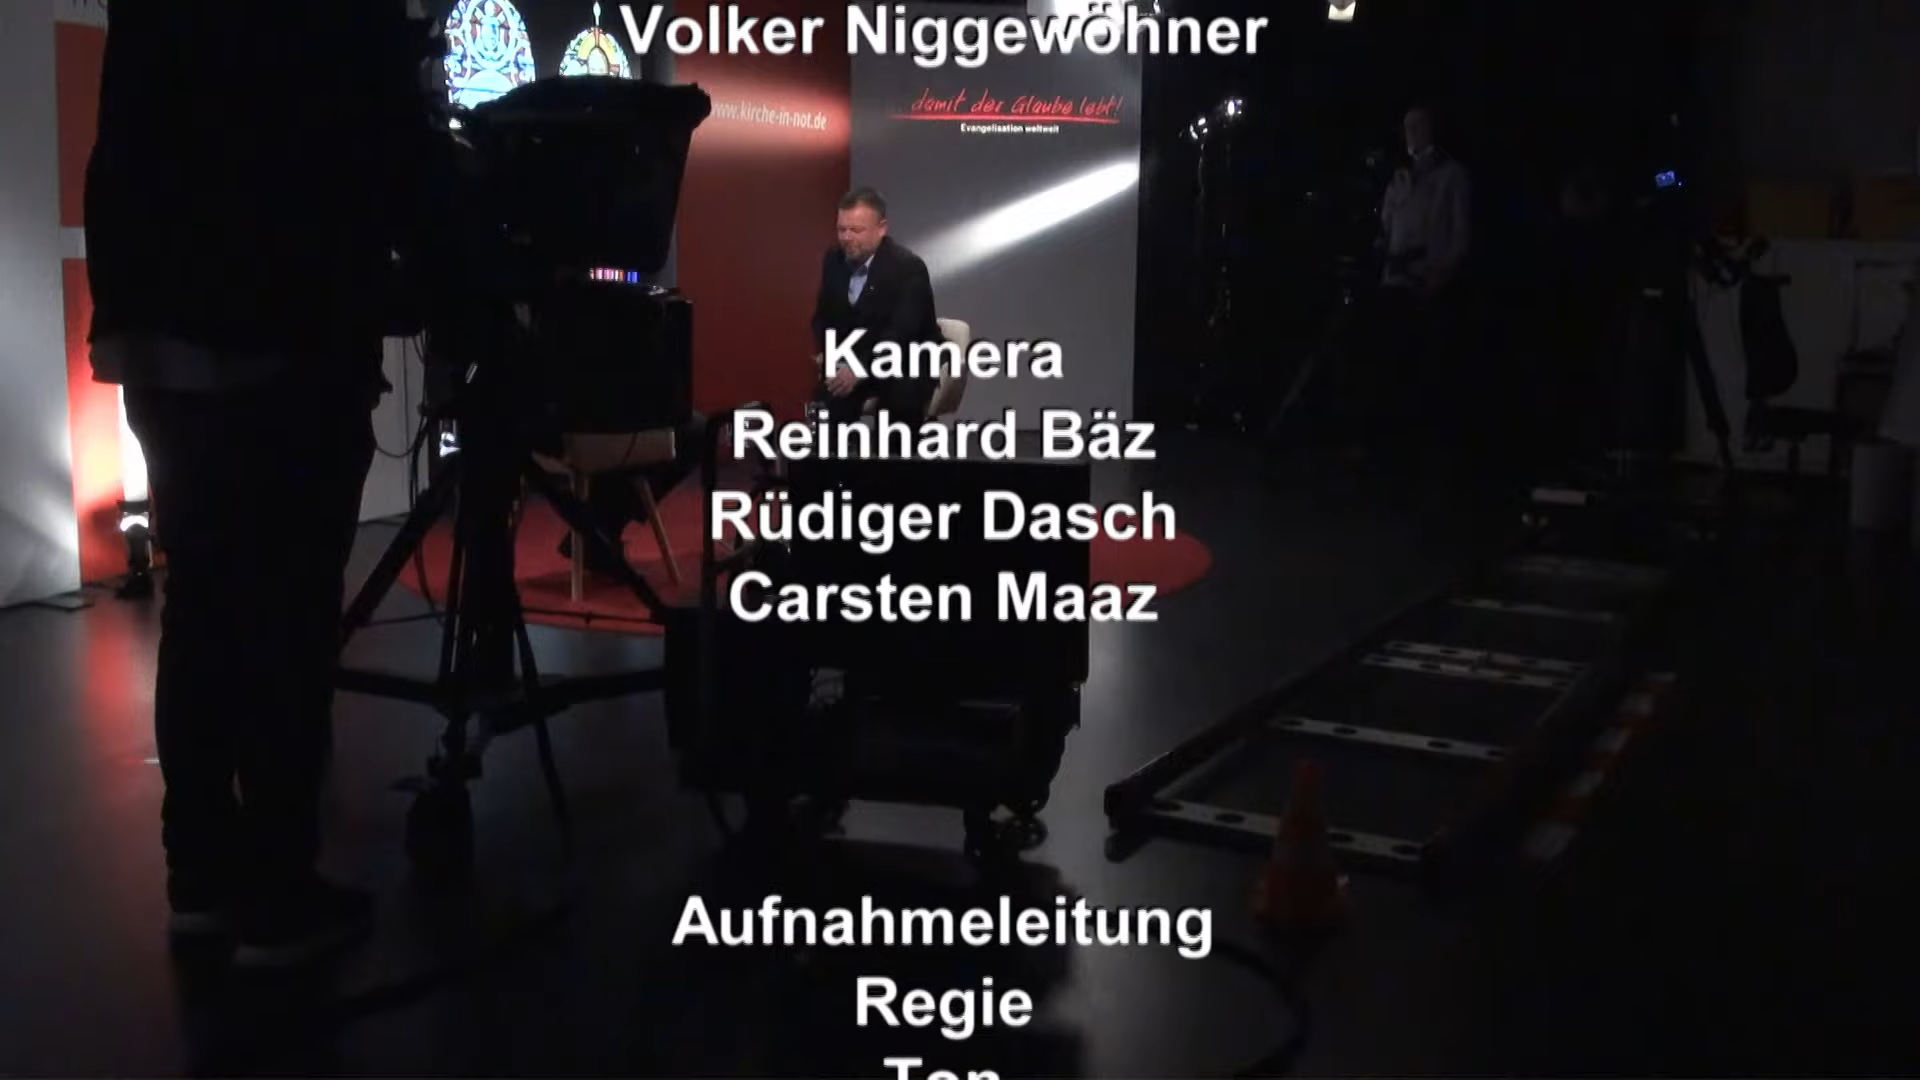 Volker Niggewöhner
www.kirche-in-not.de
damit der Glaube lebt!
Evangelisation weltweit
Kamera
Reinhard Bäz
Rüdiger Dasch
Carsten Maaz
Aufnahmeleitung
Regie
Ton